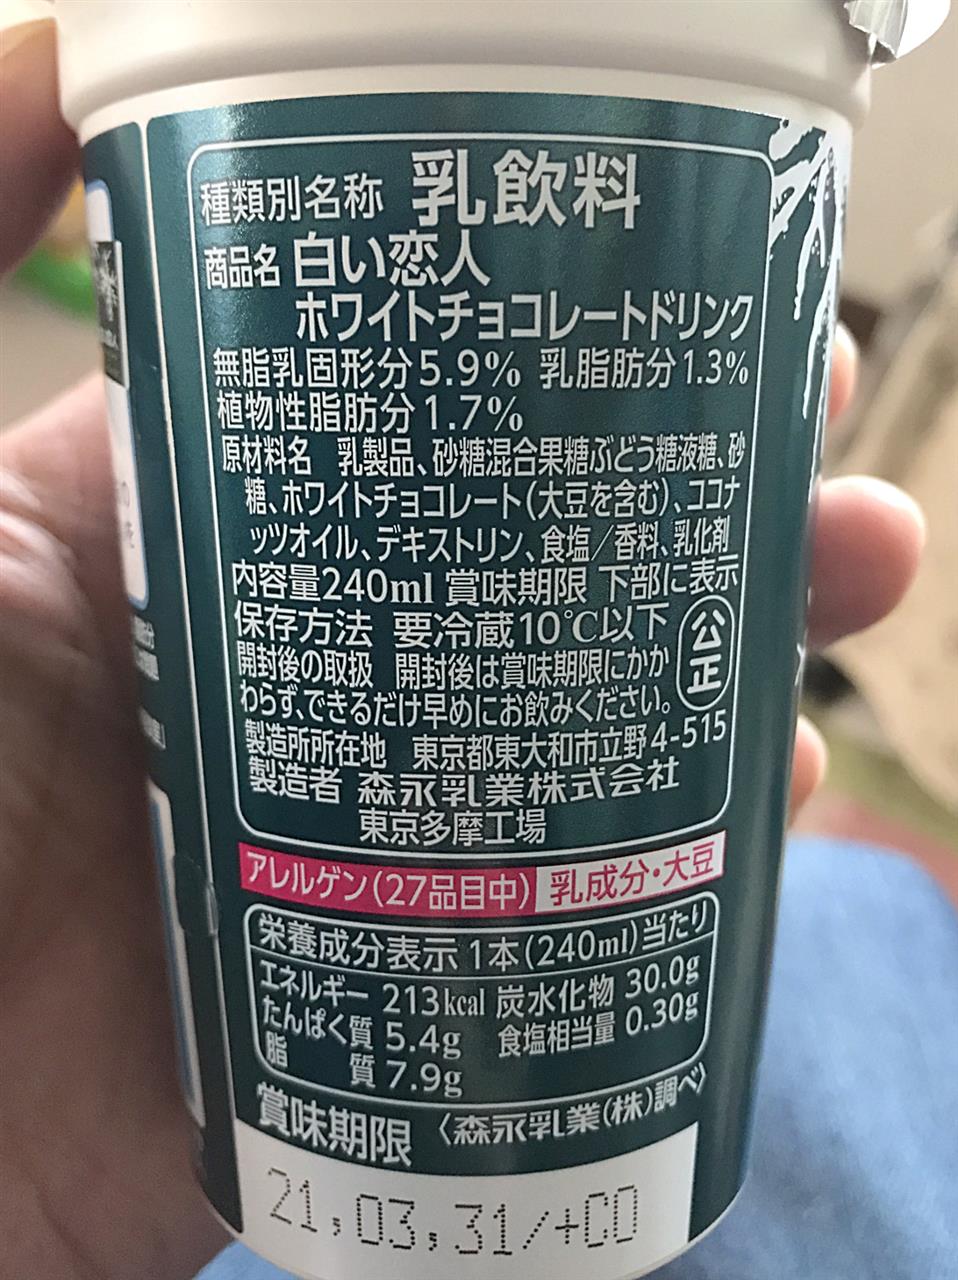 種類別名称 乳飲料
商品名 白い恋人
ホワイトチョコレートドリンク
無脂乳固形分5.9% 乳脂肪分1.3%
植物性脂肪分1.7%
原材料名 乳製品、砂糖混合果糖ぶどう糖液糖、砂
糖、ホワイトチョコレート(大豆を含む)、ココナ
ッツオイル、デキストリン、食塩/香料、乳化剤
内容量240ml 賞味期限 下部に表示
保存方法 要冷蔵10℃以下
公正
開封後の取扱 開封後は賞味期限にかか
わらず、できるだけ早めにお飲みください。
製造所所在地 東京都東大和市立野4-515
製造者 森永乳業株式会社
東京多摩工場
アレルゲン(27品目中) 乳成分・大豆
栄養成分表示 1本(240ml)当たり
エネルギー 213kcal 炭水化物 30.0g
たんぱく質 5.4g 食塩相当量 0.30g
脂質 7.9g
賞味期限 〈森永乳業(株)調べ〉
21,03,31/+CO